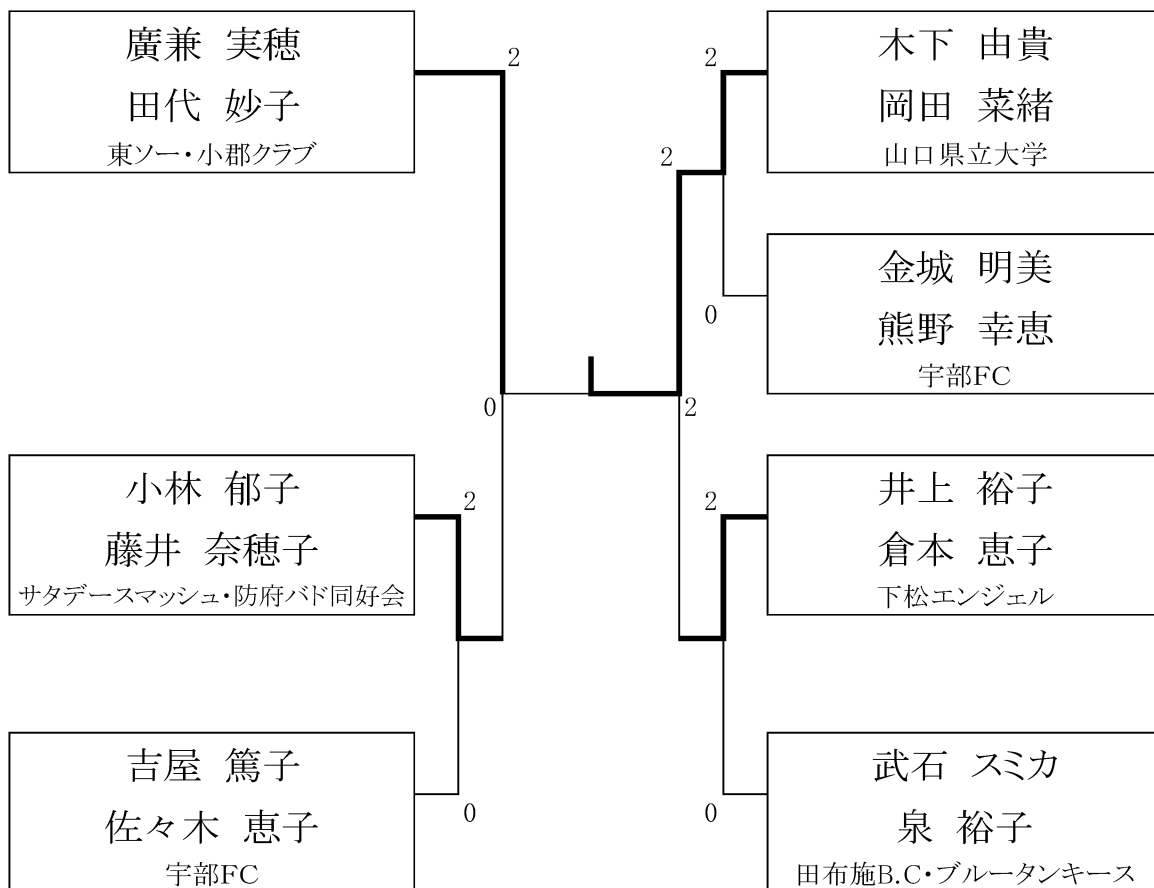 廣兼 実穂
田代 妙子
東ソー・小郡クラブ
2
2
木下 由貴
岡田 菜緒
山口県立大学
2
金城 明美
熊野 幸恵
宇部FC
0
0
2
小林 郁子
藤井 奈穂子
サタデースマッシュ・防府バド同好会
2
2
井上 裕子
倉本 恵子
下松エンジェル
吉屋 篤子
佐々木 恵子
宇部FC
0
0
武石 スミカ
泉 裕子
田布施B.C・ブルータンキース